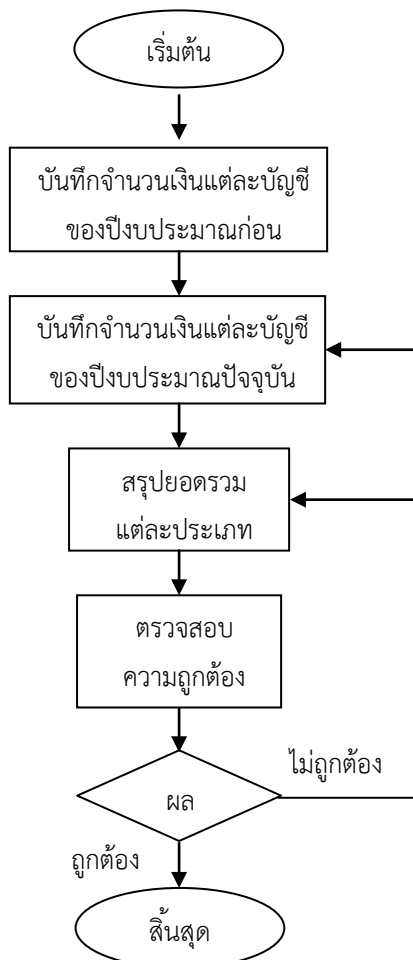 เริ่มต้น
บันทึกจำนวนเงินแต่ละบัญชี
ของปีงบประมาณก่อน
บันทึกจำนวนเงินแต่ละบัญชี
ของปีงบประมาณปัจจุบัน
สรุปยอดรวม
แต่ละประเภท
ตรวจสอบ
ความถูกต้อง
ไม่ถูกต้อง
ผล
ถูกต้อง
สิ้นสุด